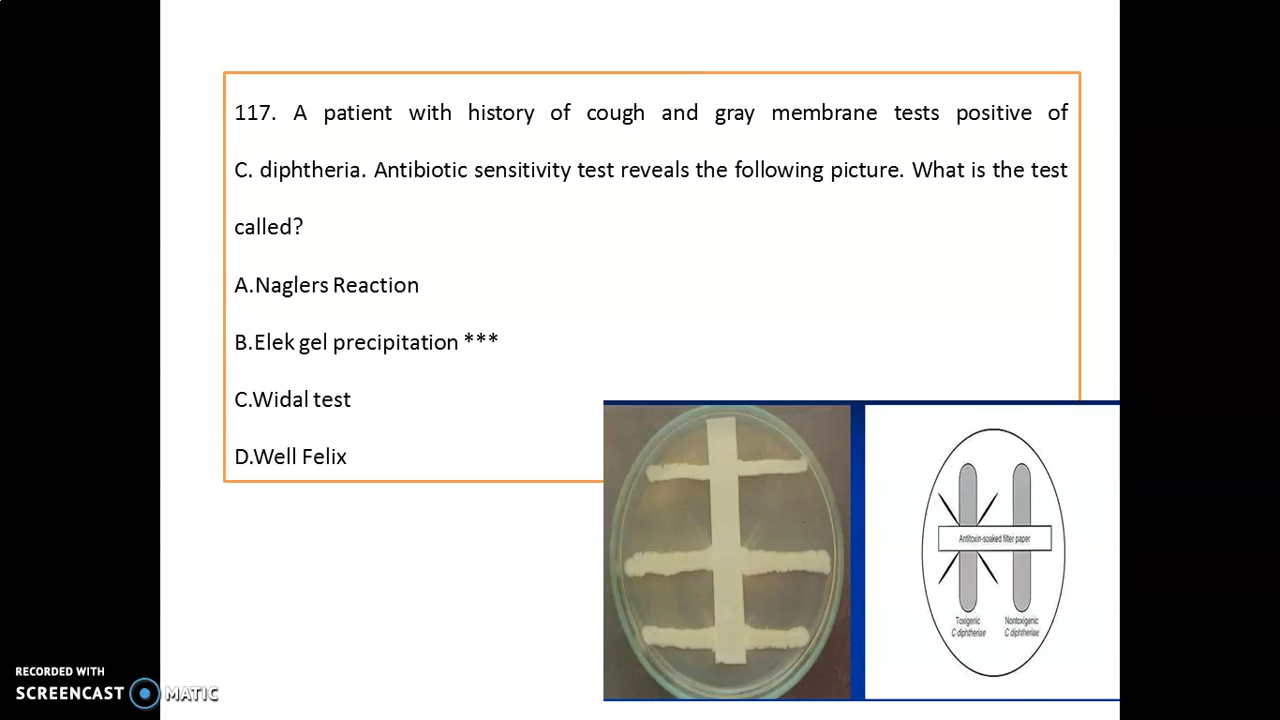 117. A patient with history of cough and gray membrane tests positive of
C. diphtheria. Antibiotic sensitivity test reveals the following picture. What is the test
called?
A.Naglers Reaction
B.Elek gel precipitation ***
C.Widal test
D.Well Felix
Antitoxin-soaked filter paper
Toxigenic
C diphtheriae
Nontoxigenic
C diphtheriae
RECORDED WITH
SCREENCAST MATIC